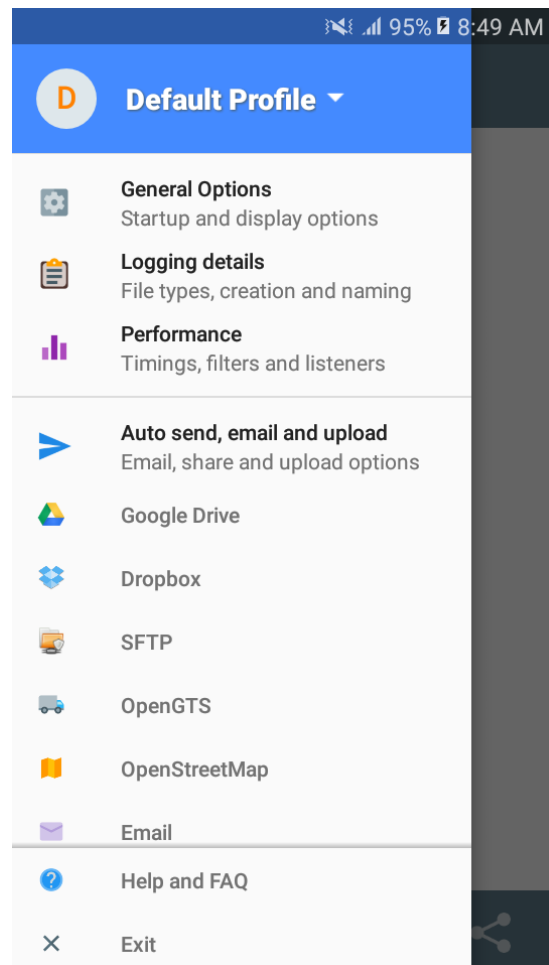 95% 8:49 AM
D
Default Profile
General Options
Startup and display options
Logging details
File types, creation and naming
Performance
Timings, filters and listeners
Auto send, email and upload
Email, share and upload options
Google Drive
Dropbox
SFTP
OpenGTS
OpenStreetMap
Email
? Help and FAQ
Exit